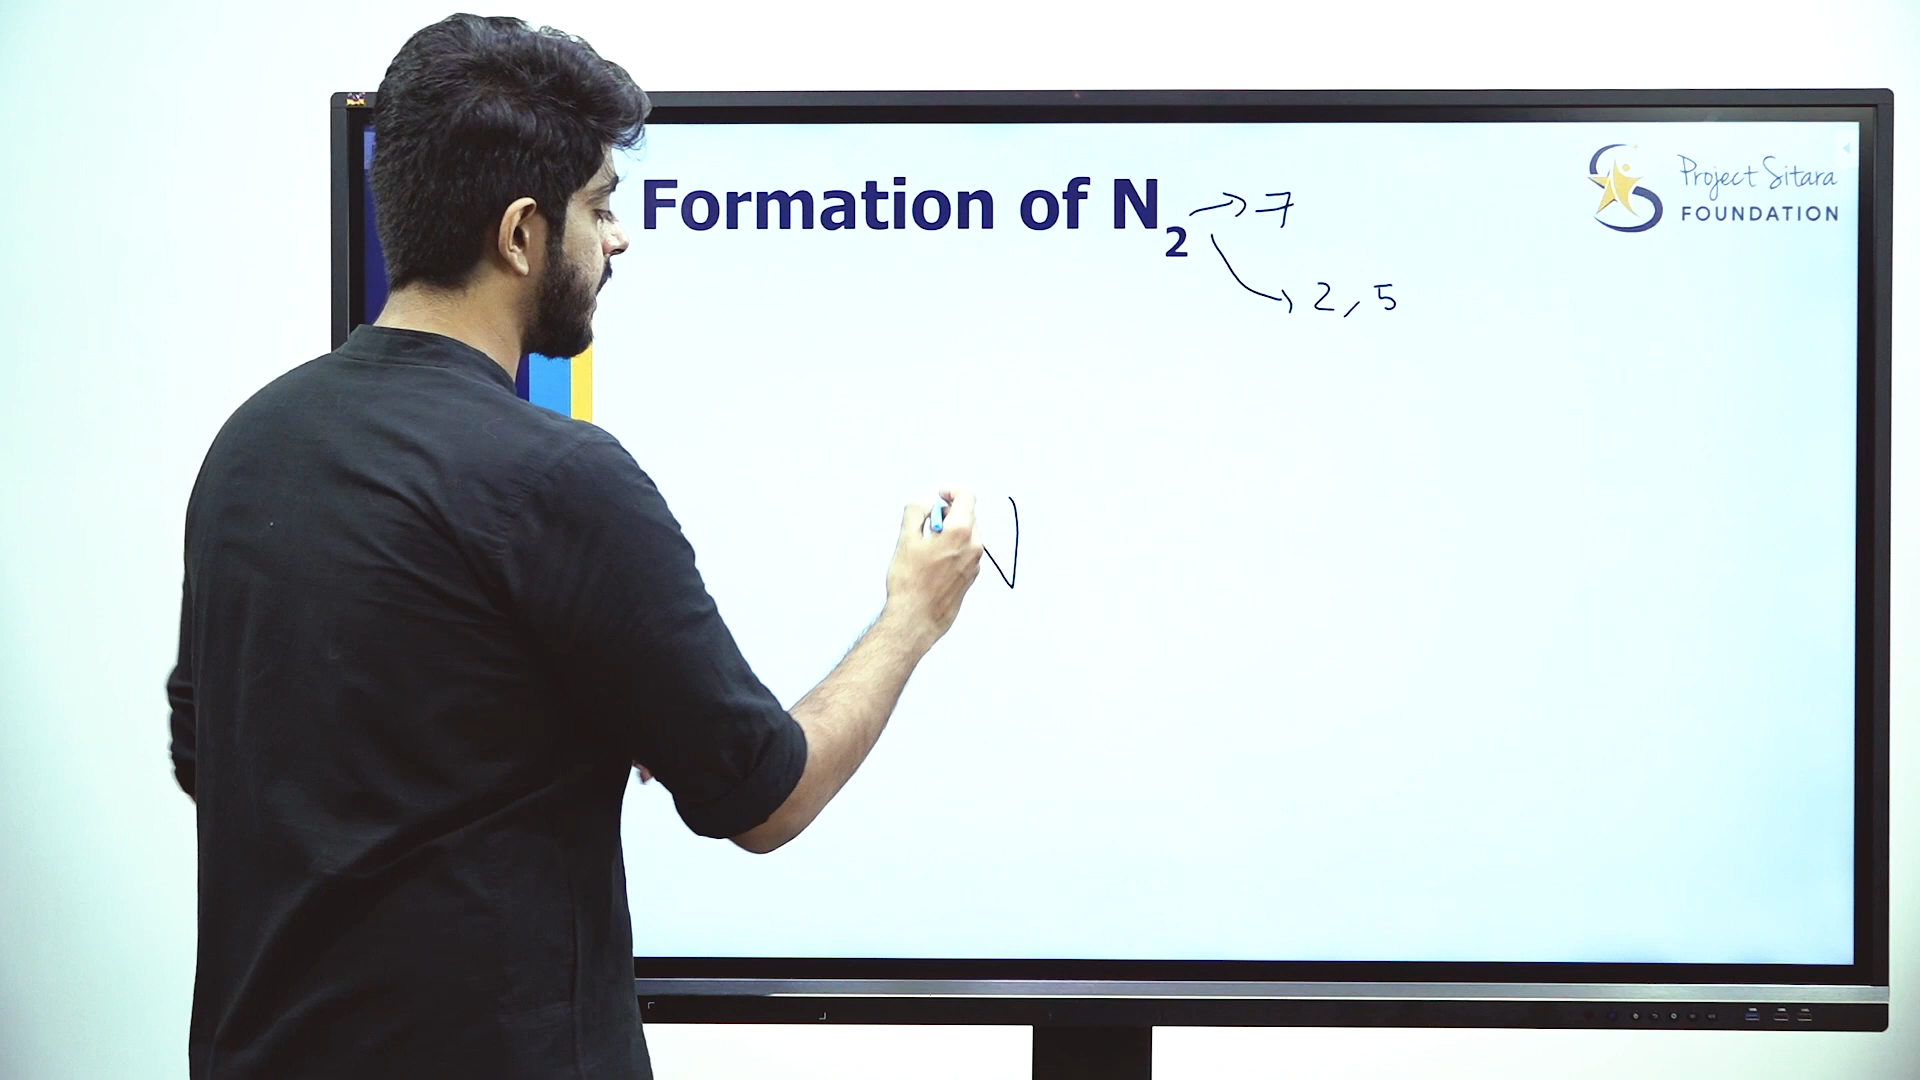 Formation of N₂ → 7
→ 2, 5
N
Project Sitara
FOUNDATION